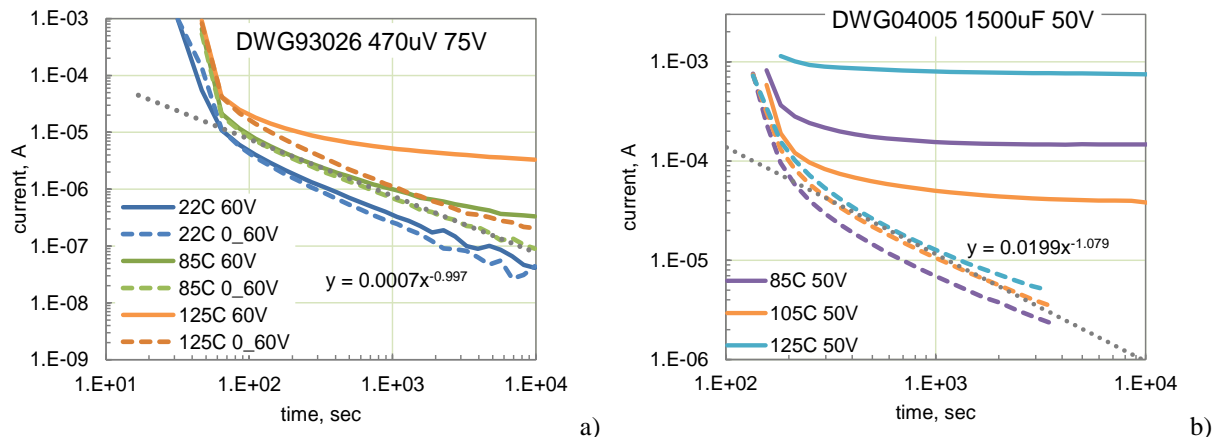 DWG93026 470uV 75V
1.E-03
1.E-04
1.E-05
1.E-06
1.E-07
1.E-08
1.E-09
current, A
22C 60V
22C 0_60V
85C 60V
85C 0_60V
125C 60V
125C 0_60V
y = 0.0007x-0.997
1.E+01 1.E+02 1.E+03 1.E+04
time, sec
a)
DWG04005 1500uF 50V
1.E-02
1.E-03
1.E-04
1.E-05
1.E-06
current, A
y = 0.0199x-1.079
85C 50V
105C 50V
125C 50V
1.E+02 1.E+03 1.E+04
time, sec
b)